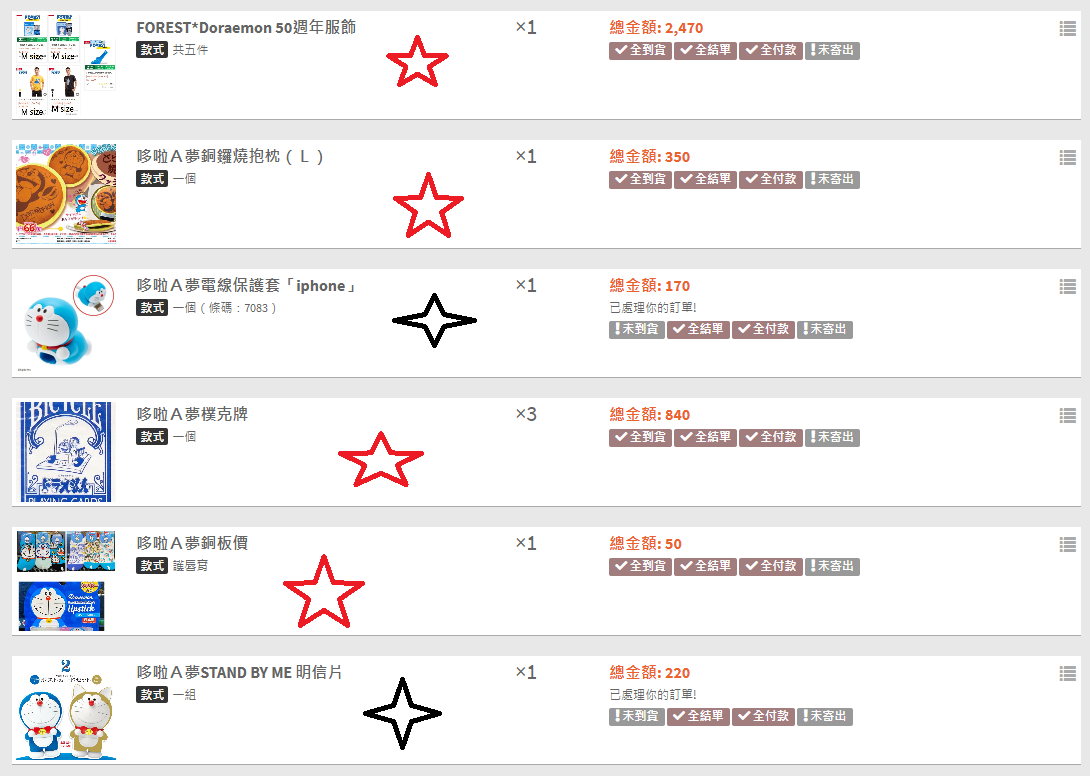 FOREST*Doraemon 50週年服飾
×1
總金額: 2,470
款式 共五件
全到貨 全結單 全付款 未寄出
M size
M size
M size
M size
哆啦Ａ夢銅鑼燒抱枕（Ｌ）
×1
總金額: 350
款式 一個
全到貨 全結單 全付款 未寄出
哆啦Ａ夢電線保護套「iphone」
×1
總金額: 170
款式 一個（條碼：7083）
已處理你的訂單!
未到貨 全結單 全付款 未寄出
哆啦Ａ夢樸克牌
×3
總金額: 840
款式 一個
全到貨 全結單 全付款 未寄出
BICYCLE
ドラえもん
PLAYING CARDS
哆啦Ａ夢銅板價
×1
總金額: 50
款式 護唇膏
全到貨 全結單 全付款 未寄出
Doraemon
Lipstick
哆啦Ａ夢STAND BY ME 明信片
×1
總金額: 220
款式 一組
已處理你的訂單!
未到貨 全結單 全付款 未寄出
2